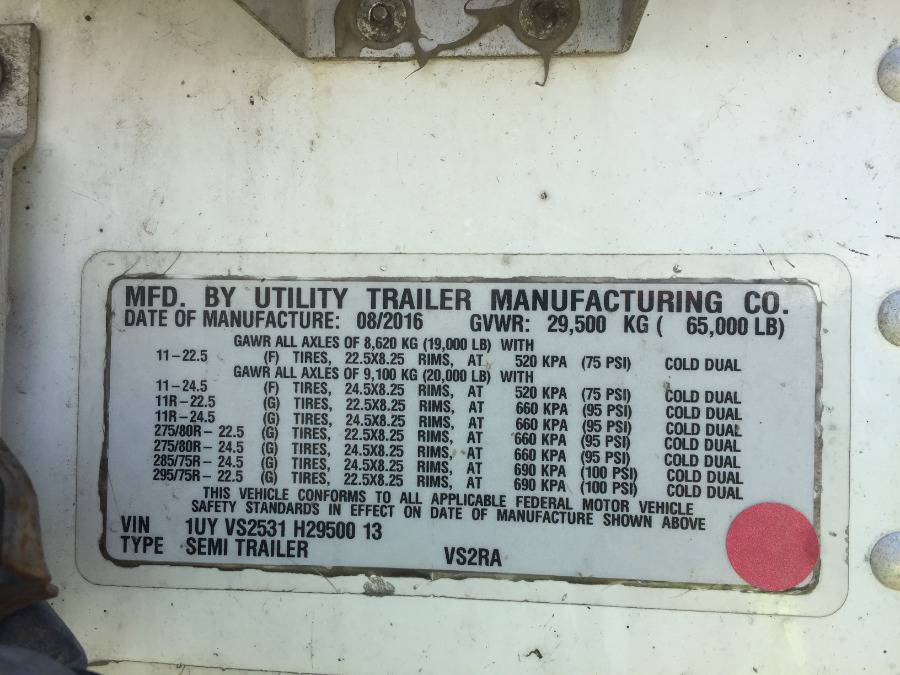 MFD. BY UTILITY TRAILER MANUFACTURING CO.
DATE OF MANUFACTURE: 08/2016 GVWR: 29,500 KG ( 65,000 LB)
GAWR ALL AXLES OF 8,620 KG (19,000 LB) WITH
11-22.5 (F) TIRES, 22.5X8.25 RIMS, AT 520 KPA (75 PSI) COLD DUAL
GAWR ALL AXLES OF 9,100 KG (20,000 LB) WITH
11-24.5 (F) TIRES, 24.5X8.25 RIMS, AT 520 KPA (75 PSI) COLD DUAL
11R-22.5 (G) TIRES, 22.5X8.25 RIMS, AT 660 KPA (95 PSI) COLD DUAL
11R-24.5 (G) TIRES, 24.5X8.25 RIMS, AT 660 KPA (95 PSI) COLD DUAL
275/80R- 22.5 (G) TIRES, 22.5X8.25 RIMS, AT 660 KPA (95 PSI) COLD DUAL
275/80R- 24.5 (G) TIRES, 24.5X8.25 RIMS, AT 660 KPA (95 PSI) COLD DUAL
285/75R- 24.5 (G) TIRES, 24.5X8.25 RIMS, AT 690 KPA (100 PSI) COLD DUAL
295/75R- 22.5 (G) TIRES, 22.5X8.25 RIMS, AT 690 KPA (100 PSI) COLD DUAL
THIS VEHICLE CONFORMS TO ALL APPLICABLE FEDERAL MOTOR VEHICLE
SAFETY STANDARDS IN EFFECT ON DATE OF MANUFACTURE SHOWN ABOVE
VIN 1UY VS2531 H29500 13
TYPE SEMI TRAILER VS2RA